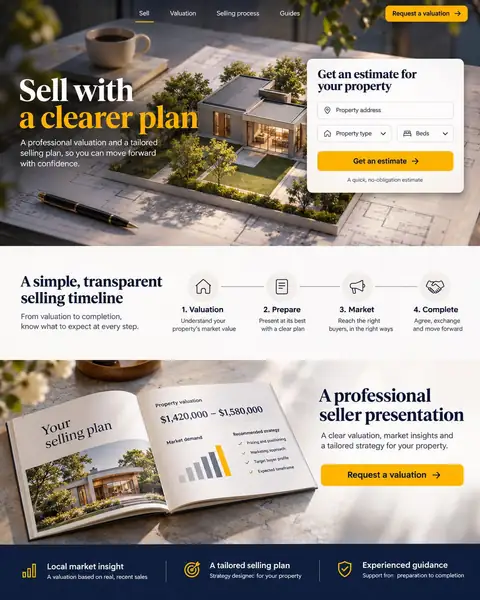 Sell
Valuation
Selling process
Guides
Request a valuation
Sell with
a clearer plan
A professional valuation and a tailored
selling plan, so you can move forward
with confidence.
Get an estimate for
your property
Property address
Property type
Beds
Get an estimate
A quick, no-obligation estimate
A simple, transparent
selling timeline
From valuation to completion,
know what to expect at every step.
1. Valuation
Understand your
property's market value
2. Prepare
Present at its best
with a clear plan
3. Market
Reach the right
buyers, in the right ways
4. Complete
Agree, exchange
and move forward
Your
selling plan
Property valuation
$1,420,000 – $1,580,000
Market demand
Recommended strategy
Pricing and positioning
Marketing approach
Target buyer profile
Expected timeframe
A professional
seller presentation
A clear valuation, market insights and
a tailored strategy for your property.
Request a valuation
Local market insight
A valuation based on real, recent sales
A tailored selling plan
Strategy designed for your property
Experienced guidance
Support from preparation to completion